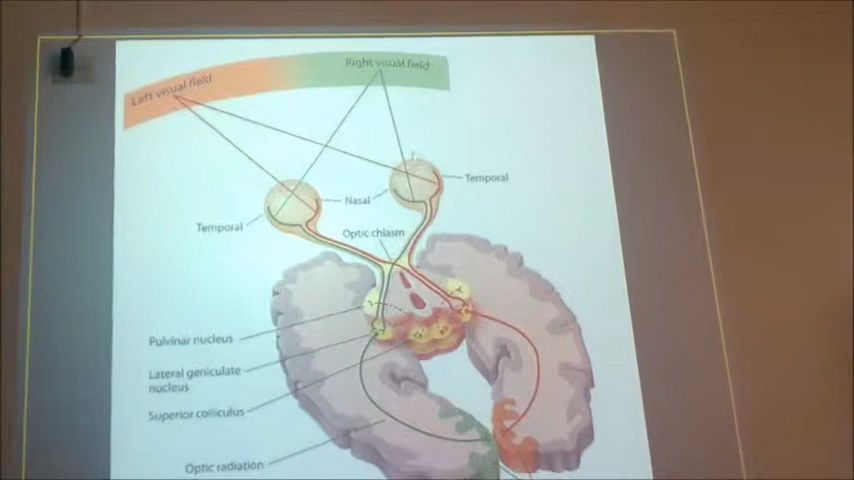 Right visual field
Left visual field
Temporal
Nasal
Temporal
Optic chiasm
Pulvinar nucleus
Lateral geniculate
nucleus
Superior colliculus
Optic radiation